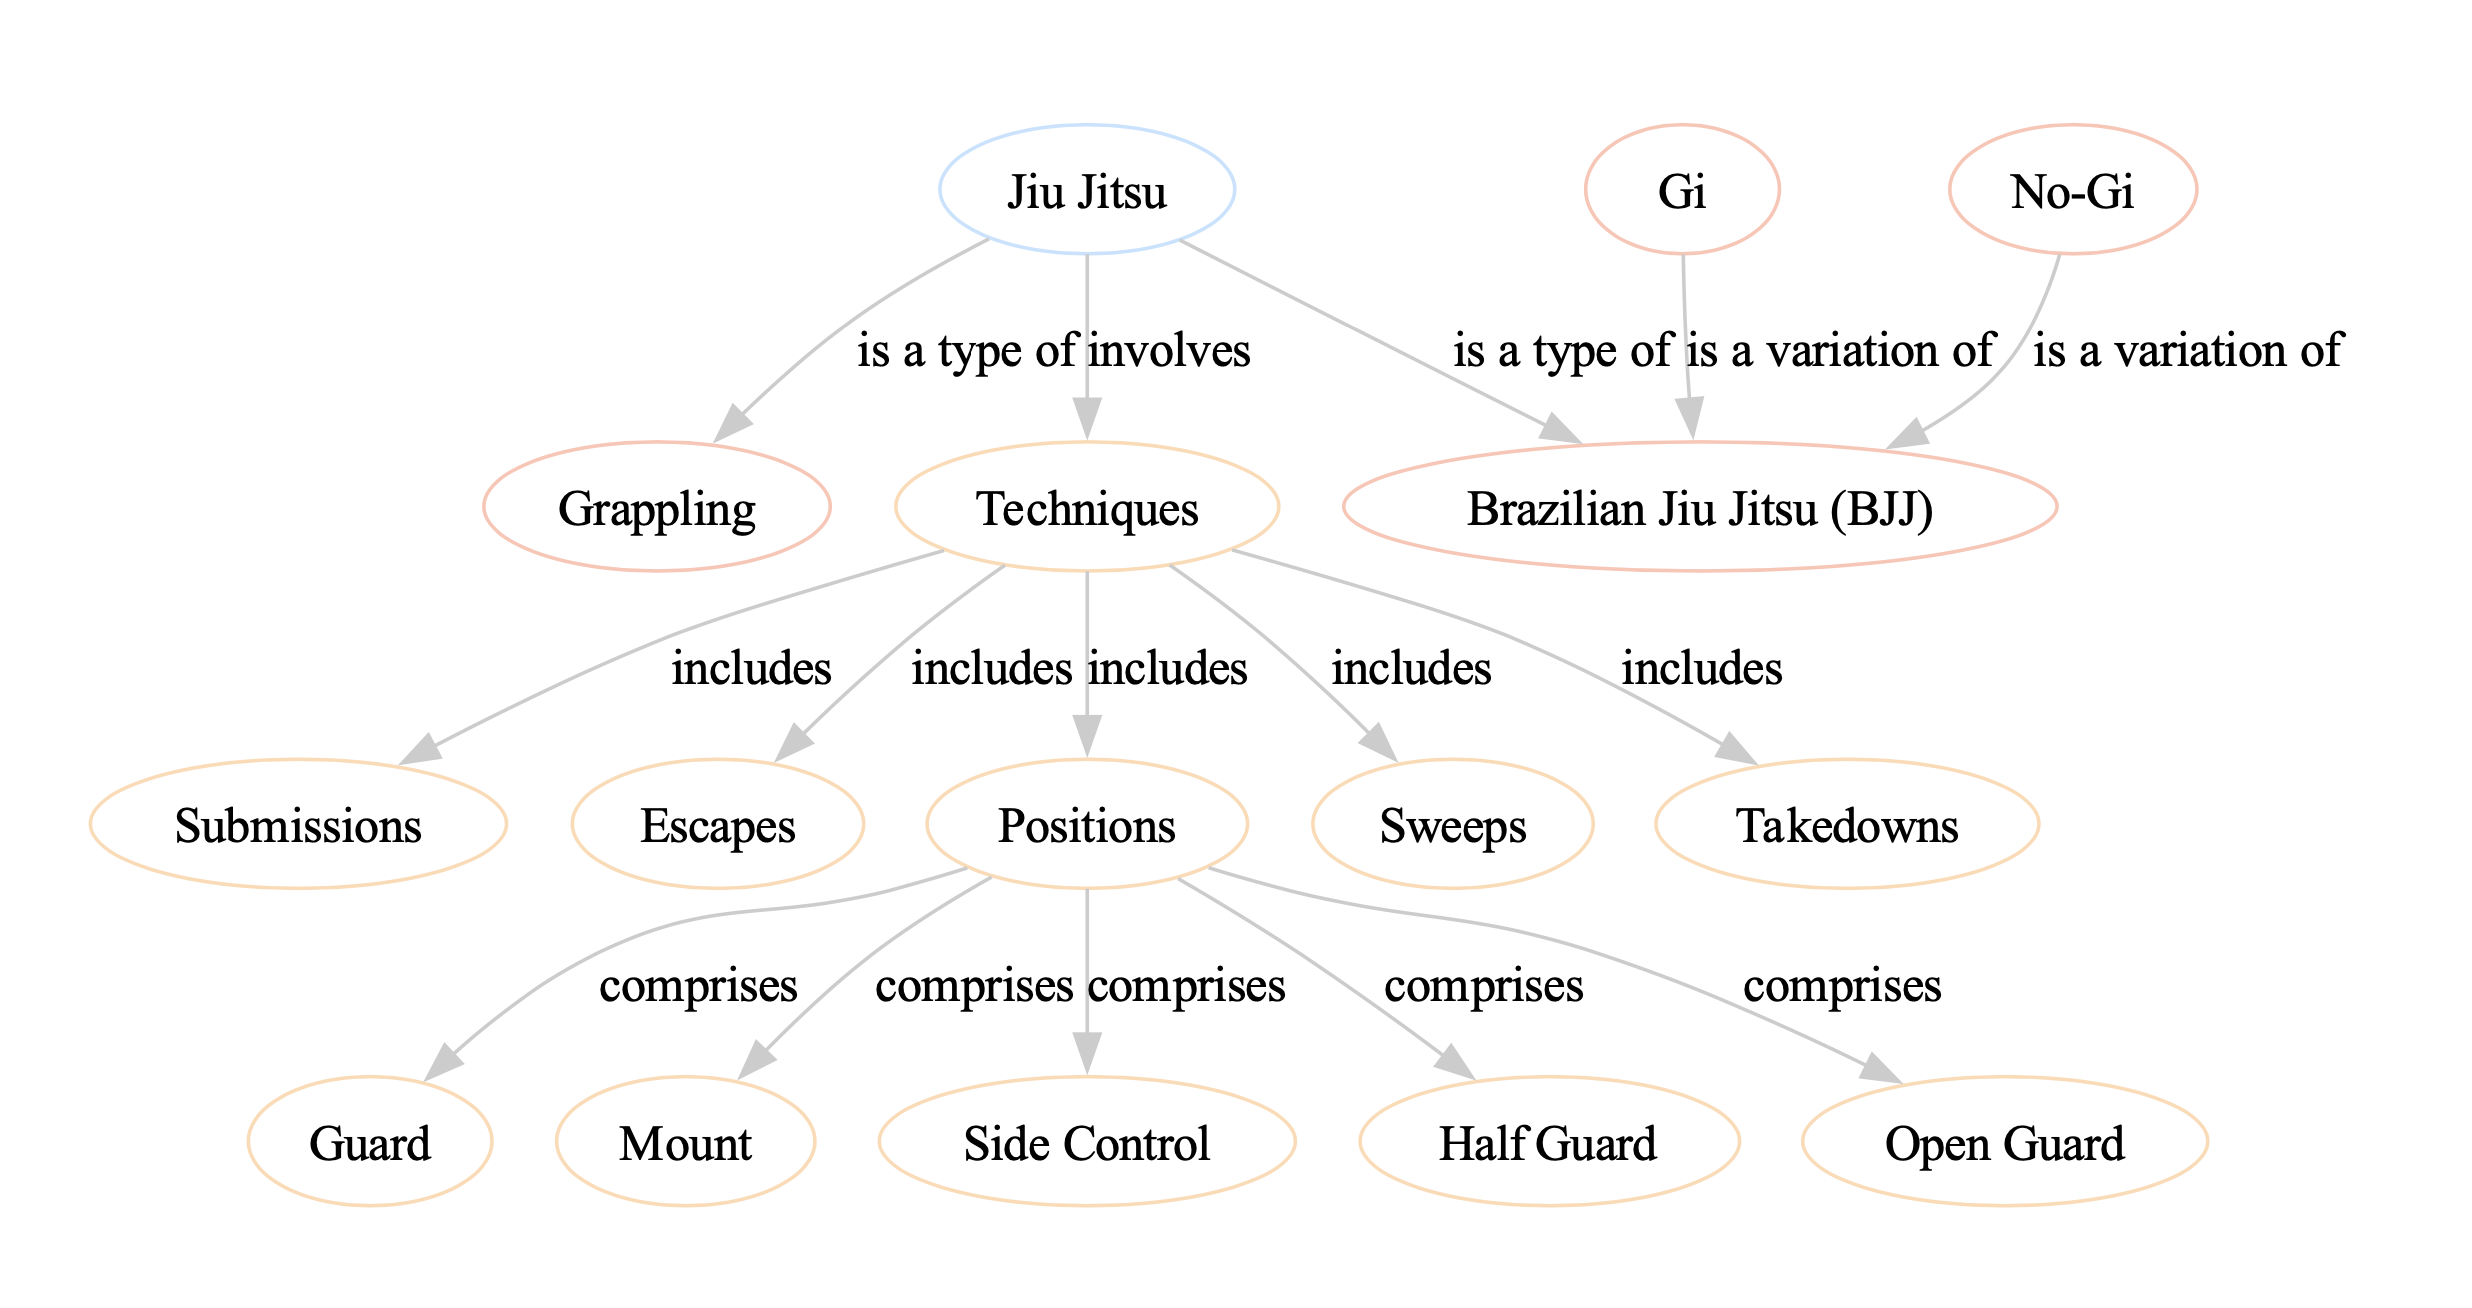 Jiu Jitsu
Gi
No-Gi
is a type of
involves
is a type of
is a variation of
is a variation of
Grappling
Techniques
Brazilian Jiu Jitsu (BJJ)
includes
includes
includes
includes
includes
Submissions
Escapes
Positions
Sweeps
Takedowns
comprises
comprises
comprises
comprises
comprises
Guard
Mount
Side Control
Half Guard
Open Guard